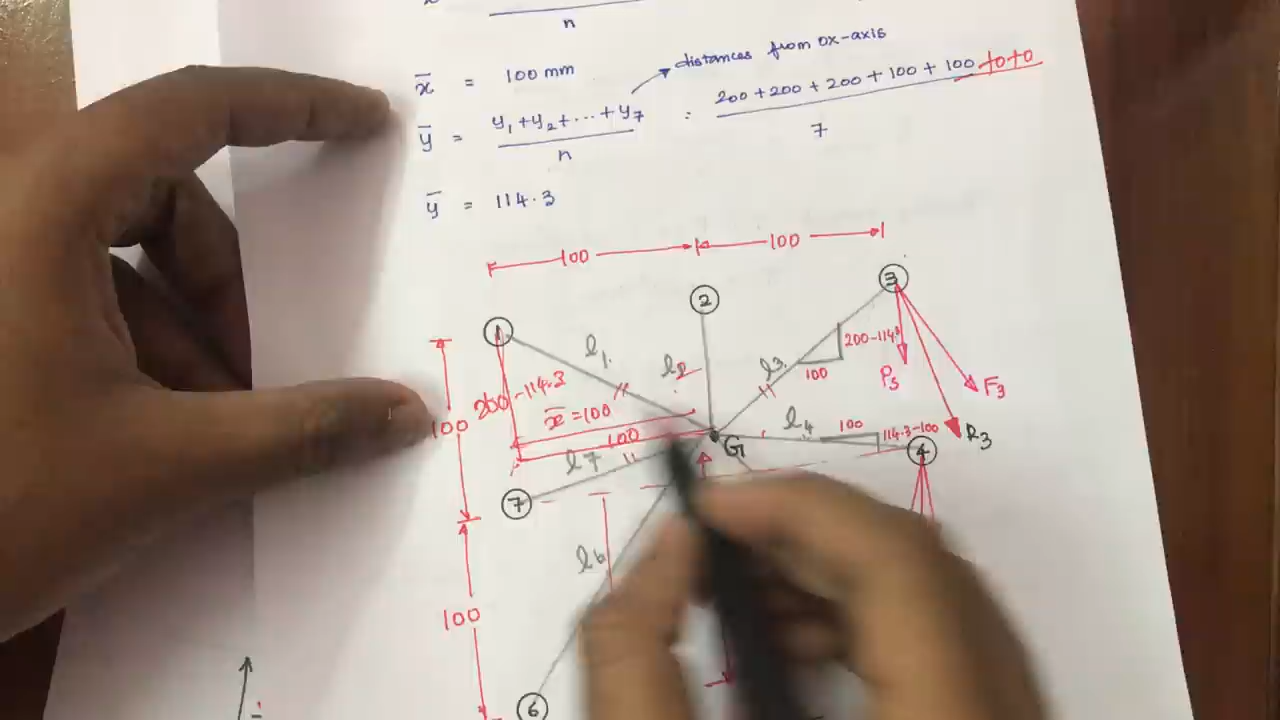 n
x̄ = 100 mm
distances from ox-axis
ȳ = y₁+y₂+...+y₇ / n : 200+200+200+100+100+0+0 / 7
ȳ = 114.3
100 100
1 2 3
l₁. l₂ l₃. 200-114.3
100 100 P₃ F₃
200-114.3
x̄=100
100
l₄ 100 114.3-100 R₃
G 4
l₇
7
l₆
100
6